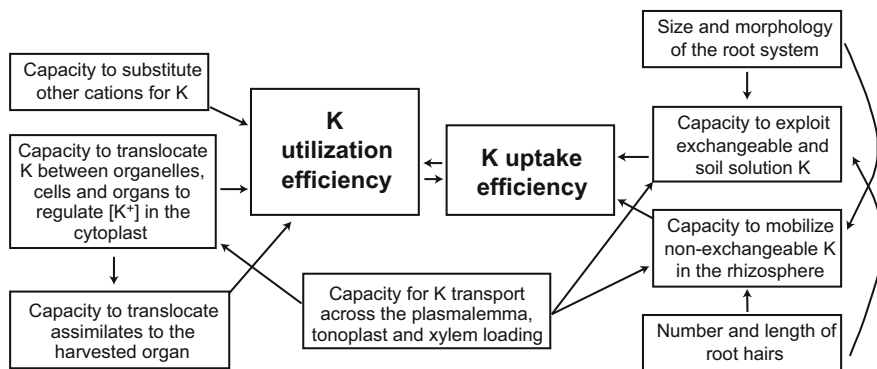 Capacity to substitute
other cations for K
Capacity to translocate
K between organelles,
cells and organs to
regulate [K⁺] in the
cytoplast
Capacity to translocate
assimilates to the
harvested organ
K
utilization
efficiency
K uptake
efficiency
Capacity for K transport
across the plasmalemma,
tonoplast and xylem loading
Size and morphology
of the root system
Capacity to exploit
exchangeable and
soil solution K
Capacity to mobilize
non-exchangeable K
in the rhizosphere
Number and length of
root hairs